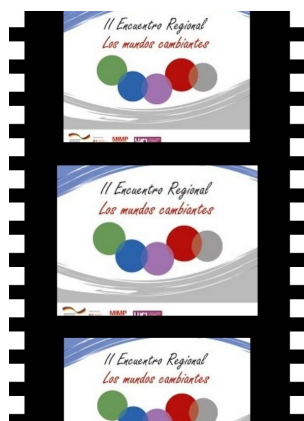 II Encuentro Regional
Los mundos cambiantes
MIMP
II Encuentro Regional
Los mundos cambiantes
MIMP
II Encuentro Regional
Los mundos cambiantes